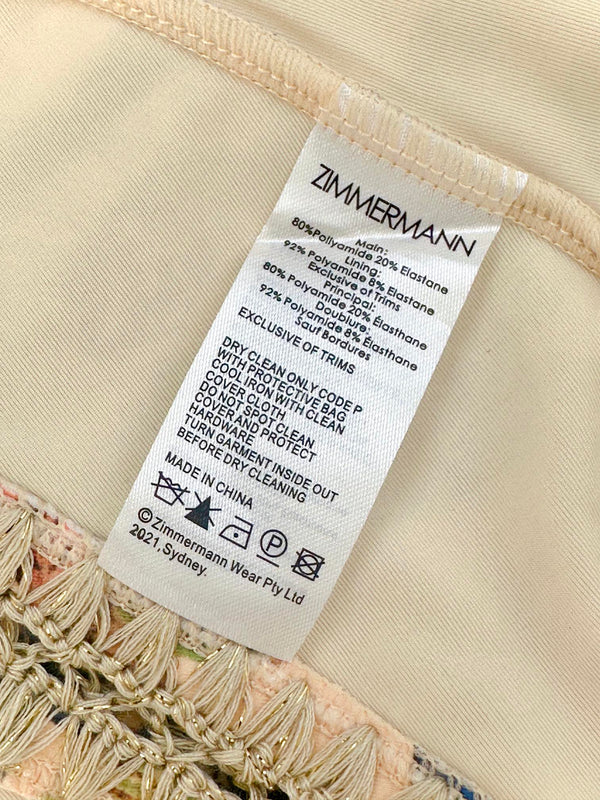 ZIMMERMANN
Main:
80%Pollyamide 20% Elastane
Lining:
92% Polyamide 8% Elastane
Exclusive of Trims
Principal:
80% Polyamide 20% Élasthane
Doublure:
92% Polyamide 8% Élasthane
Sauf Bordures
EXCLUSIVE OF TRIMS
DRY CLEAN ONLY CODE P
WITH PROTECTIVE BAG
COOL IRON WITH CLEAN
COVER CLOTH
DO NOT SPOT CLEAN
COVER AND PROTECT
HARDWARE
TURN GARMENT INSIDE OUT
BEFORE DRY CLEANING
MADE IN CHINA
P
©Zimmermann Wear Pty Ltd
2021, Sydney.